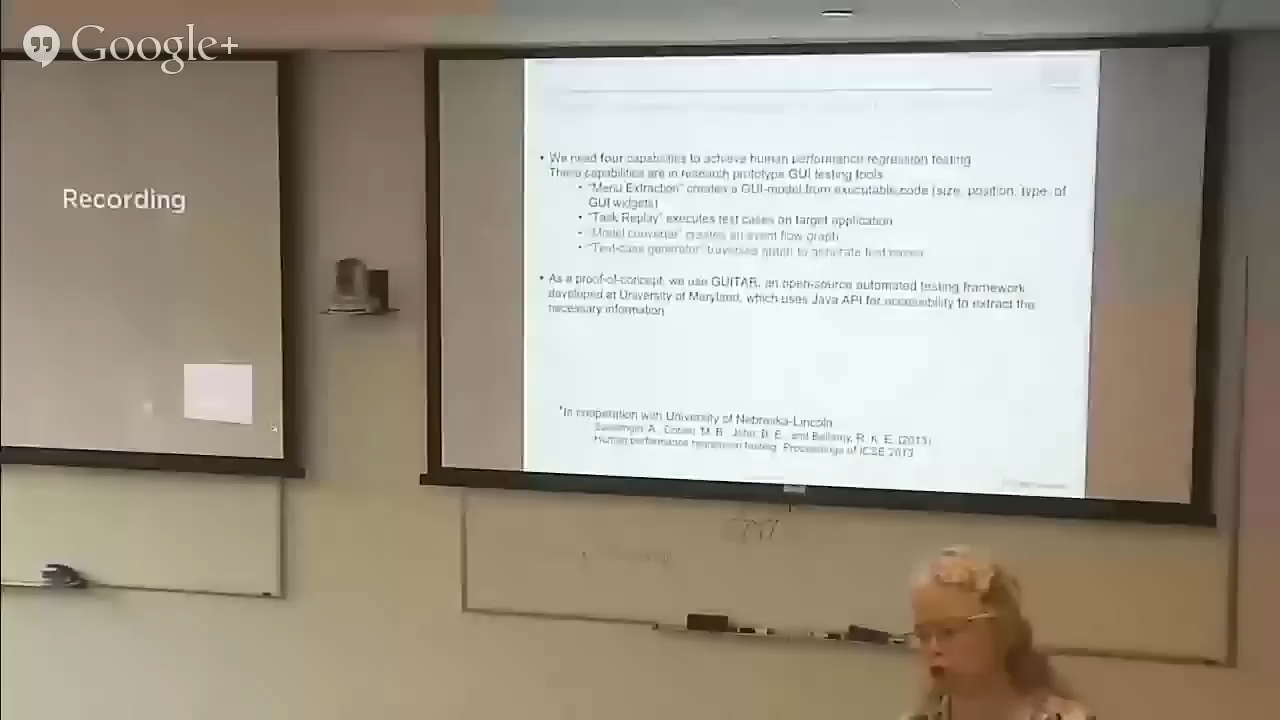 Google+
Recording
• We need four capabilities to achieve human performance regression testing
These capabilities are in research prototype GUI testing tools
• "Menu Extraction" creates a GUI-model from executable code (size, position, type, of
GUI widgets)
• "Task Replay" executes test cases on target application
• "Model converter" creates an event flow graph
• "Test-case generator" traverses graph to generate test cases
• As a proof-of-concept, we use GUITAR, an open-source automated testing framework
developed at University of Maryland, which uses Java API for accessibility to extract the
necessary information
*In cooperation with University of Nebraska-Lincoln
A., M. B., John, B. E., and Bellamy, R. K. E. (2013)
Human performance regression testing. Proceedings of ICSE 2013